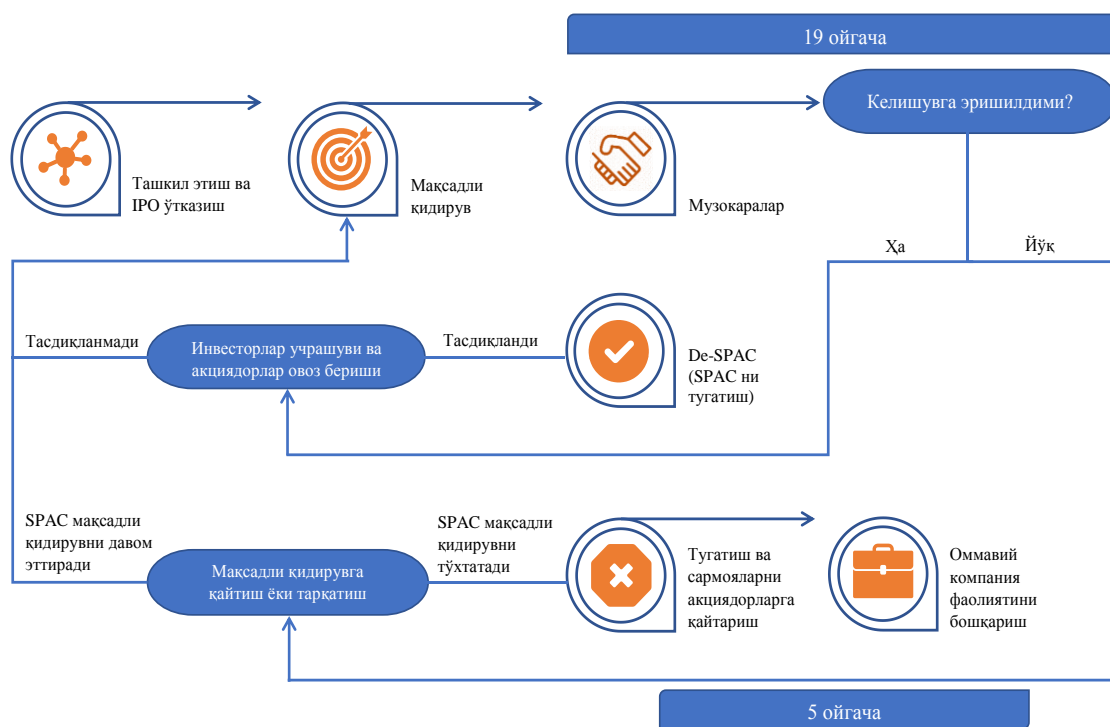 19 ойгача
Келишувга эришилдими?
Ташкил этиш ва
IPO ўтказиш
Мақсадли
қидирув
Музокаралар
Ҳа
Йўқ
Тасдиқланмади
Инвесторлар учрашуви ва
акциядорлар овоз бериши
Тасдиқланди
De-SPAC
(SPAC ни
тугатиш)
SPAC мақсадли
қидирувни давом
эттиради
Мақсадли қидирувга
қайтиш ёки тарқатиш
SPAC мақсадли
қидирувни
тўхтатади
Тугатиш ва
сармояларни
акциядорларга
қайтариш
Оммавий
компания
фаолиятини
бошқариш
5 ойгача